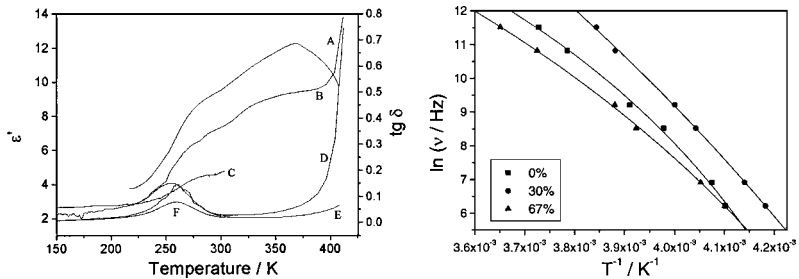 14
12
10
8
6
4
2
ε'
150
200
250
300
350
400
Temperature / K
0.8
0.7
0.6
0.5
0.4
0.3
0.2
0.1
0.0
tg δ
A
B
C
D
E
F
12
11
10
9
8
7
6
ln (ν / Hz)
0%
30%
67%
3.6x10⁻³
3.7x10⁻³
3.8x10⁻³
3.9x10⁻³
4.0x10⁻³
4.1x10⁻³
4.2x10⁻³
T⁻¹ / K⁻¹